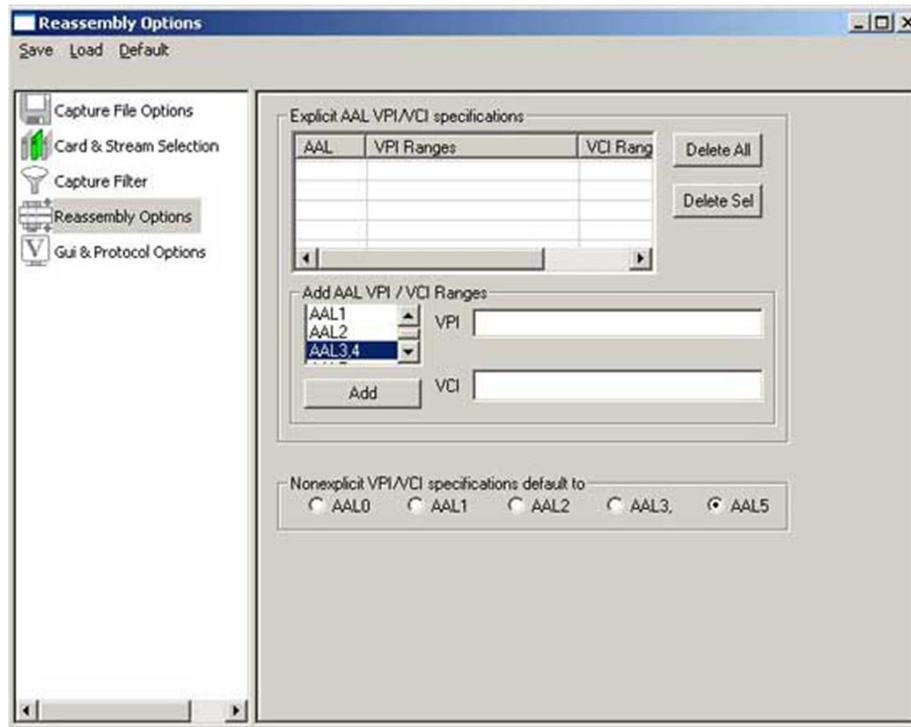 Reassembly Options
Save Load Default
Capture File Options
Card & Stream Selection
Capture Filter
Reassembly Options
Gui & Protocol Options
Explicit AAL VPI/VCI specifications
AAL VPI Ranges VCI Rang
Delete All
Delete Sel
Add AAL VPI / VCI Ranges
AAL1
AAL2
AAL3,4
VPI
Add
VCI
Nonexplicit VPI/VCI specifications default to
AAL0 AAL1 AAL2 AAL3, AAL5